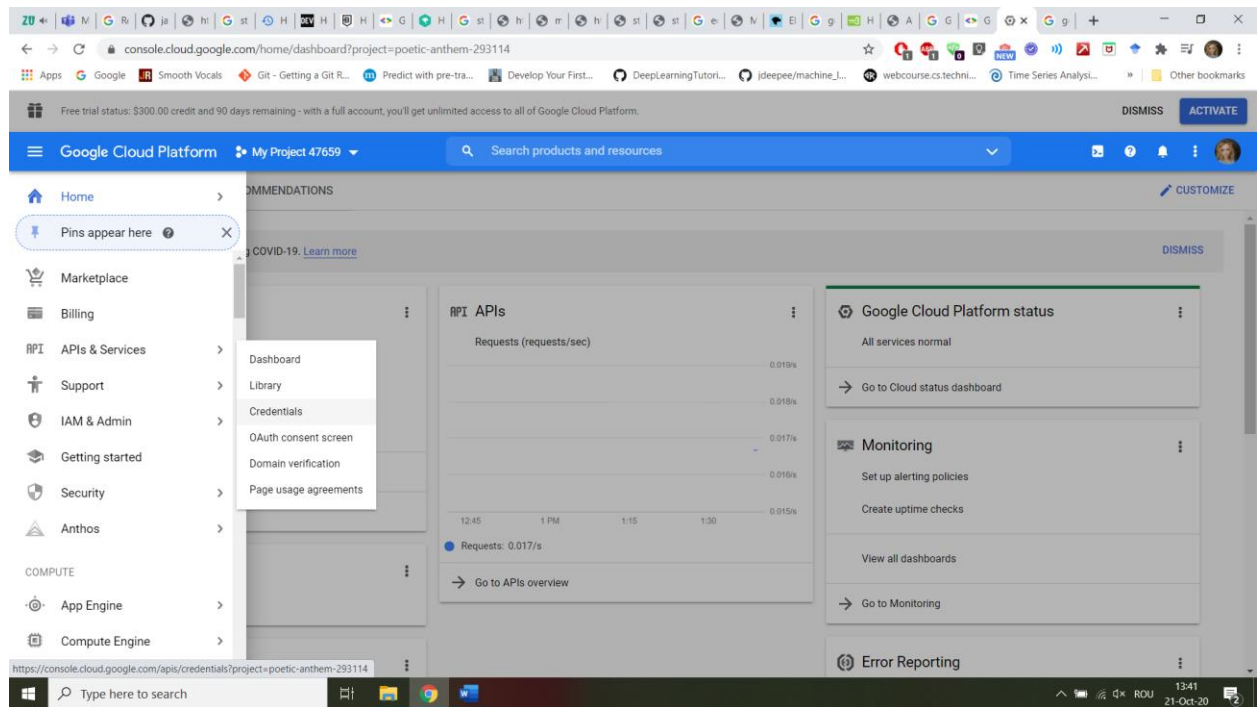 console.cloud.google.com/home/dashboard?project=poetic-anthem-293114
Apps
Google
Smooth Vocals
Git - Getting a Git R...
Predict with pre-tra...
Develop Your First...
DeepLearningTutori...
jdeepee/machine_l...
webcourse.cs.techni...
Time Series Analysi...
»
Other bookmarks
Free trial status: $300.00 credit and 90 days remaining - with a full account, you'll get unlimited access to all of Google Cloud Platform.
DISMISS
ACTIVATE
Google Cloud Platform
My Project 47659
Search products and resources
Home
OMMENDATIONS
CUSTOMIZE
Pins appear here
COVID-19. Learn more
DISMISS
Marketplace
Billing
API APIs & Services
Support
IAM & Admin
Getting started
Security
Anthos
COMPUTE
App Engine
Compute Engine
Dashboard
Library
Credentials
OAuth consent screen
Domain verification
Page usage agreements
API APIs
Requests (requests/sec)
0.019/s
0.018/s
0.017/s
0.016/s
0.015/s
12:45 1 PM 1:15 1:30
Requests: 0.017/s
Go to APIs overview
Google Cloud Platform status
All services normal
Go to Cloud status dashboard
Monitoring
Set up alerting policies
Create uptime checks
View all dashboards
Go to Monitoring
Error Reporting
https://console.cloud.google.com/apis/credentials?project=poetic-anthem-293114
Type here to search
ROU
13:41
21-Oct-20